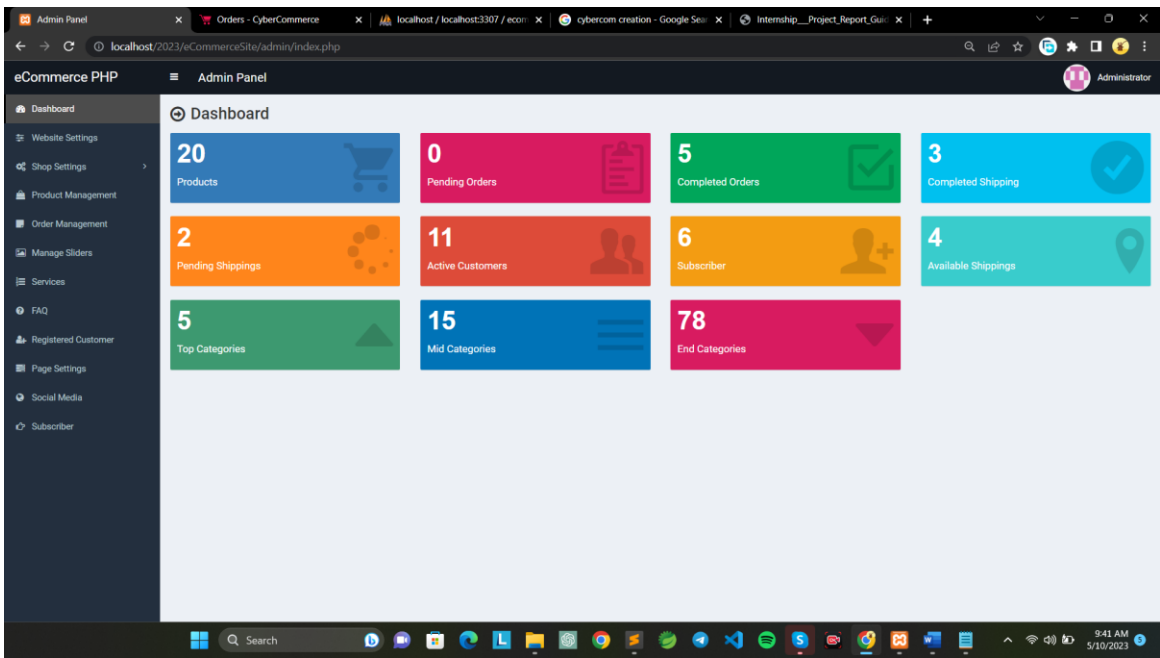 Admin Panel
Orders - CyberCommerce
localhost / localhost:3307 / ecom
cybercom creation - Google Sear
Internship__Project_Report_Guid
localhost/2023/eCommerceSite/admin/index.php
eCommerce PHP
Admin Panel
Administrator
Dashboard
Website Settings
Shop Settings
Product Management
Order Management
Manage Sliders
Services
FAQ
Registered Customer
Page Settings
Social Media
Subscriber
Dashboard
20
Products
0
Pending Orders
5
Completed Orders
3
Completed Shipping
2
Pending Shippings
11
Active Customers
6
Subscriber
4
Available Shippings
5
Top Categories
15
Mid Categories
78
End Categories
Search
9:41 AM
5/10/2023